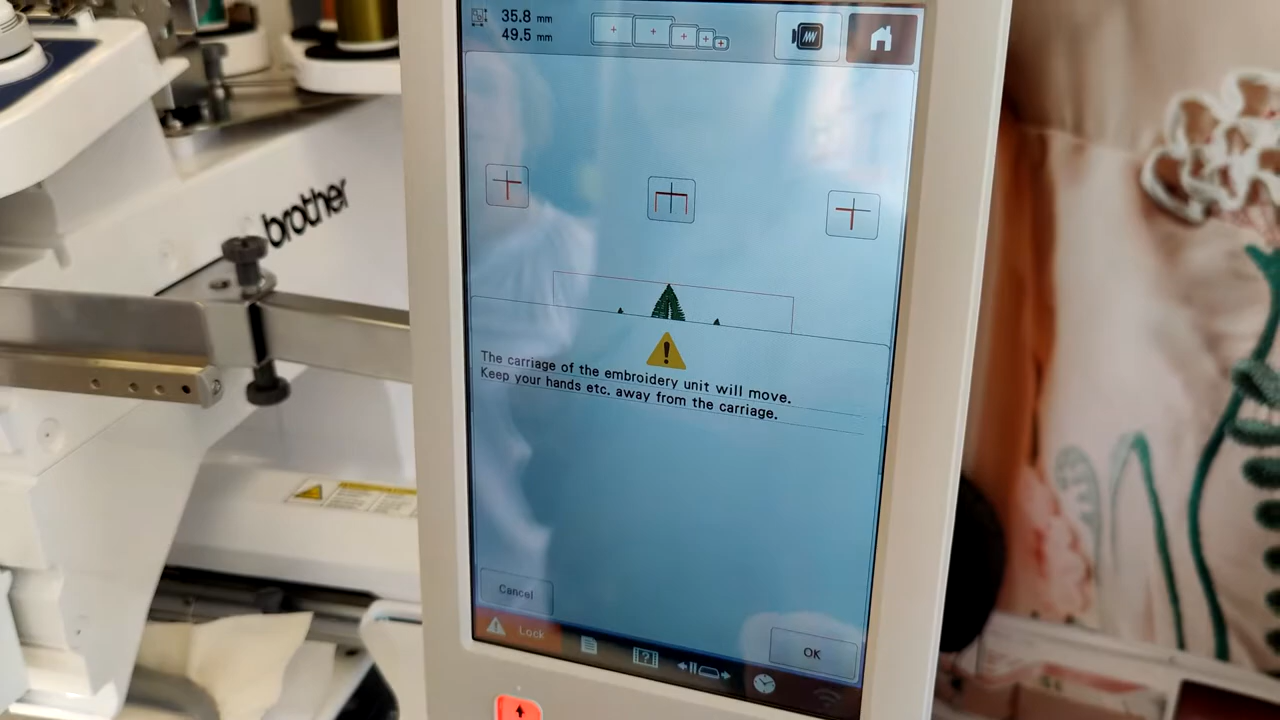 35.8 mm
49.5 mm
brother
The carriage of the embroidery unit will move.
Keep your hands etc. away from the carriage.
Cancel
OK
Lock